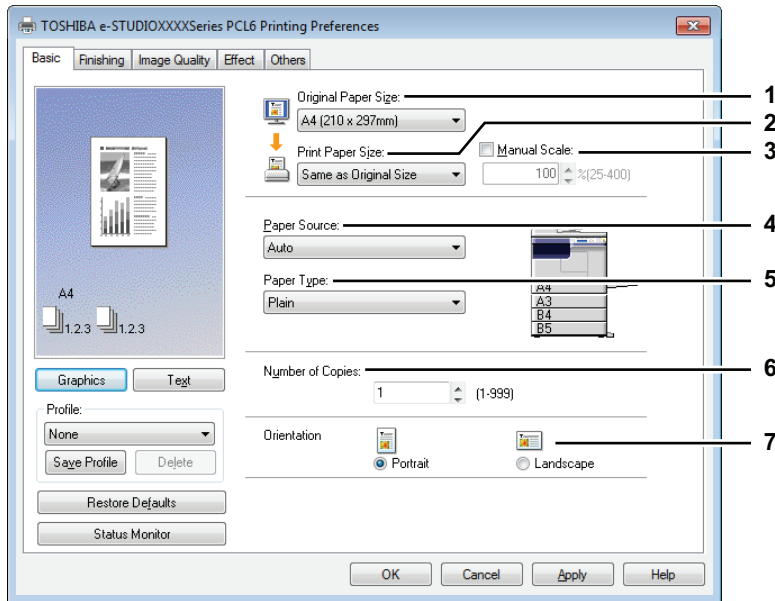 TOSHIBA e-STUDIOXXXXSeries PCL6 Printing Preferences
Basic Finishing Image Quality Effect Others
Original Paper Size: 1
A4 (210 x 297mm) 2
Print Paper Size: Manual Scale: 3
Same as Original Size 100 %(25-400)
Paper Source: 4
Auto
Paper Type: 5
Plain
A4
A3
B4
B5
A4
1.2.3 1.2.3
Graphics Text
Number of Copies: 6
1 (1-999)
Profile:
None
Save Profile Delete
Orientation 7
Portrait Landscape
Restore Defaults
Status Monitor
OK Cancel Apply Help